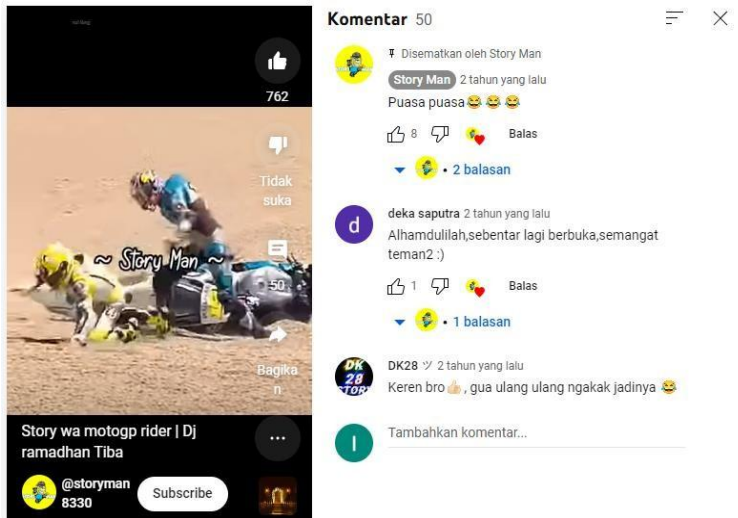 762
Tidak
suka
~ Story Man ~
50
Bagika
n
Story wa motogp rider | Dj
ramadhan Tiba
@storyman
8330
Subscribe
Komentar 50
Disematkan oleh Story Man
Story Man 2 tahun yang lalu
Puasa puasa😂😂😂
8 Balas
• 2 balasan
d
deka saputra 2 tahun yang lalu
Alhamdulilah,sebentar lagi berbuka,semangat
teman2 :)
1 Balas
• 1 balasan
DK
28
STORY
DK28 ツ 2 tahun yang lalu
Keren bro👍🏻, gua ulang ulang ngakak jadinya 😂
I
Tambahkan komentar...